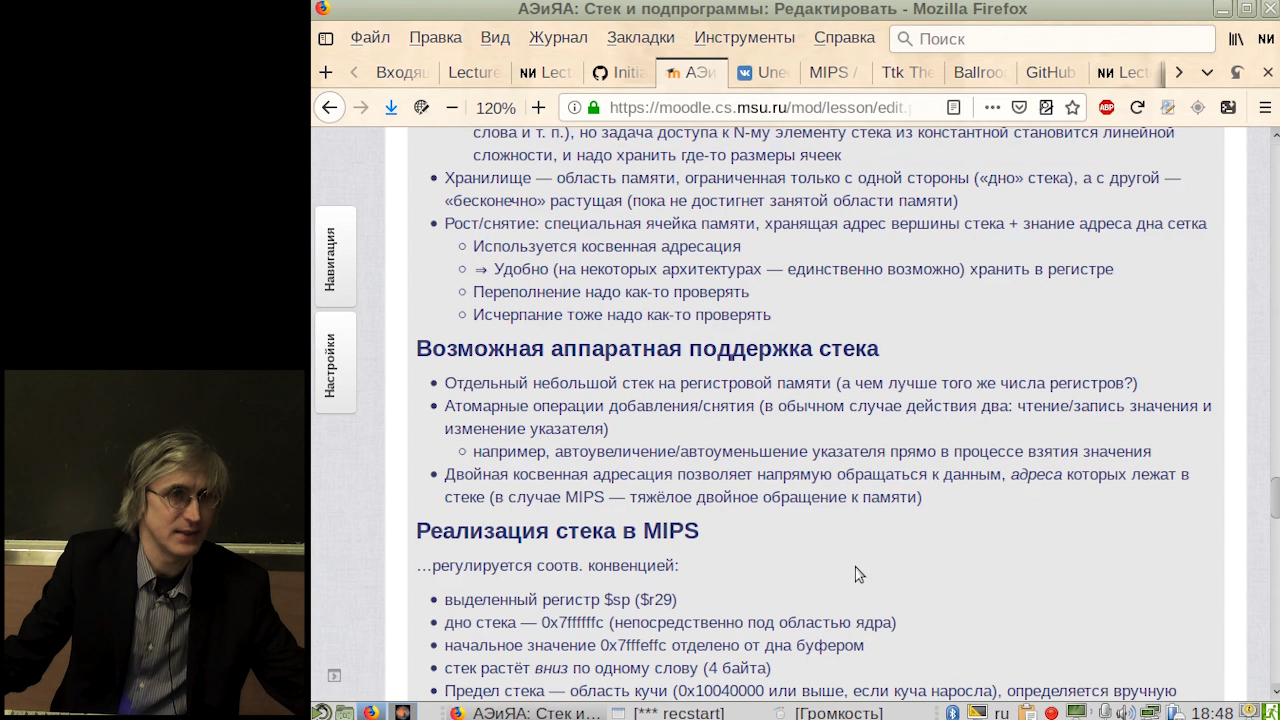 АЭиЯА: Стек и подпрограммы: Редактировать - Mozilla Firefox
Файл Правка Вид Журнал Закладки Инструменты Справка Поиск
Входящ Lecture Lect Initia АЭи Une MIPS / Ttk The Ballroo GitHub Lect
120% https://moodle.cs.msu.ru/mod/lesson/edit.p
слова и т. п.), но задача доступа к N-му элементу стека из константной становится линейной
сложности, и надо хранить где-то размеры ячеек
Хранилище — область памяти, ограниченная только с одной стороны («дно» стека), а с другой —
«бесконечно» растущая (пока не достигнет занятой области памяти)
Рост/снятие: специальная ячейка памяти, хранящая адрес вершины стека + знание адреса дна сетка
Используется косвенная адресация
⇒ Удобно (на некоторых архитектурах — единственно возможно) хранить в регистре
Переполнение надо как-то проверять
Исчерпание тоже надо как-то проверять
Возможная аппаратная поддержка стека
Отдельный небольшой стек на регистровой памяти (а чем лучше того же числа регистров?)
Атомарные операции добавления/снятия (в обычном случае действия два: чтение/запись значения и
изменение указателя)
например, автоувеличение/автоуменьшение указателя прямо в процессе взятия значения
Двойная косвенная адресация позволяет напрямую обращаться к данным, адреса которых лежат в
стеке (в случае MIPS — тяжёлое двойное обращение к памяти)
Реализация стека в MIPS
…регулируется соотв. конвенцией:
выделенный регистр $sp ($r29)
дно стека — 0x7ffffffc (непосредственно под областью ядра)
начальное значение 0x7fffeffc отделено от дна буфером
стек растёт вниз по одному слову (4 байта)
Предел стека — область кучи (0x10040000 или выше, если куча наросла), определяется вручную
Навигация
Настройки
АЭиЯА: Стек и... [*** recstart] [Громкость] ru 18:48